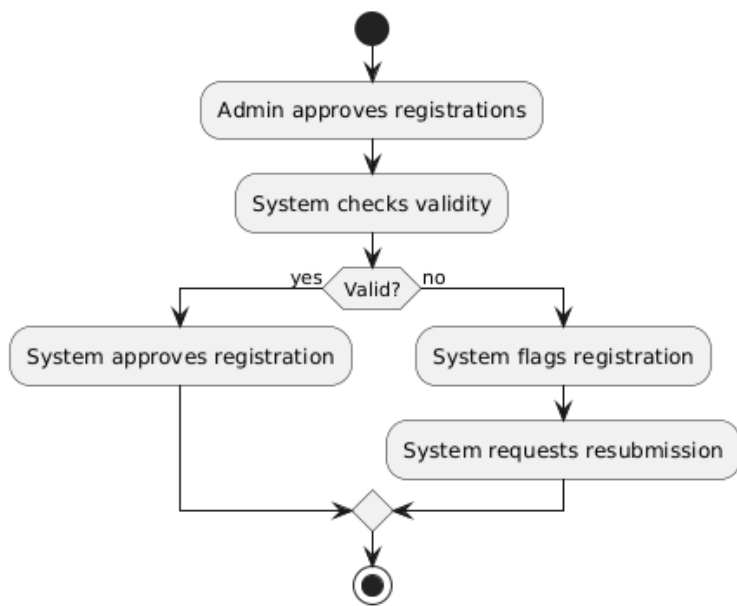 Admin approves registrations
System checks validity
yes
Valid?
no
System approves registration
System flags registration
System requests resubmission